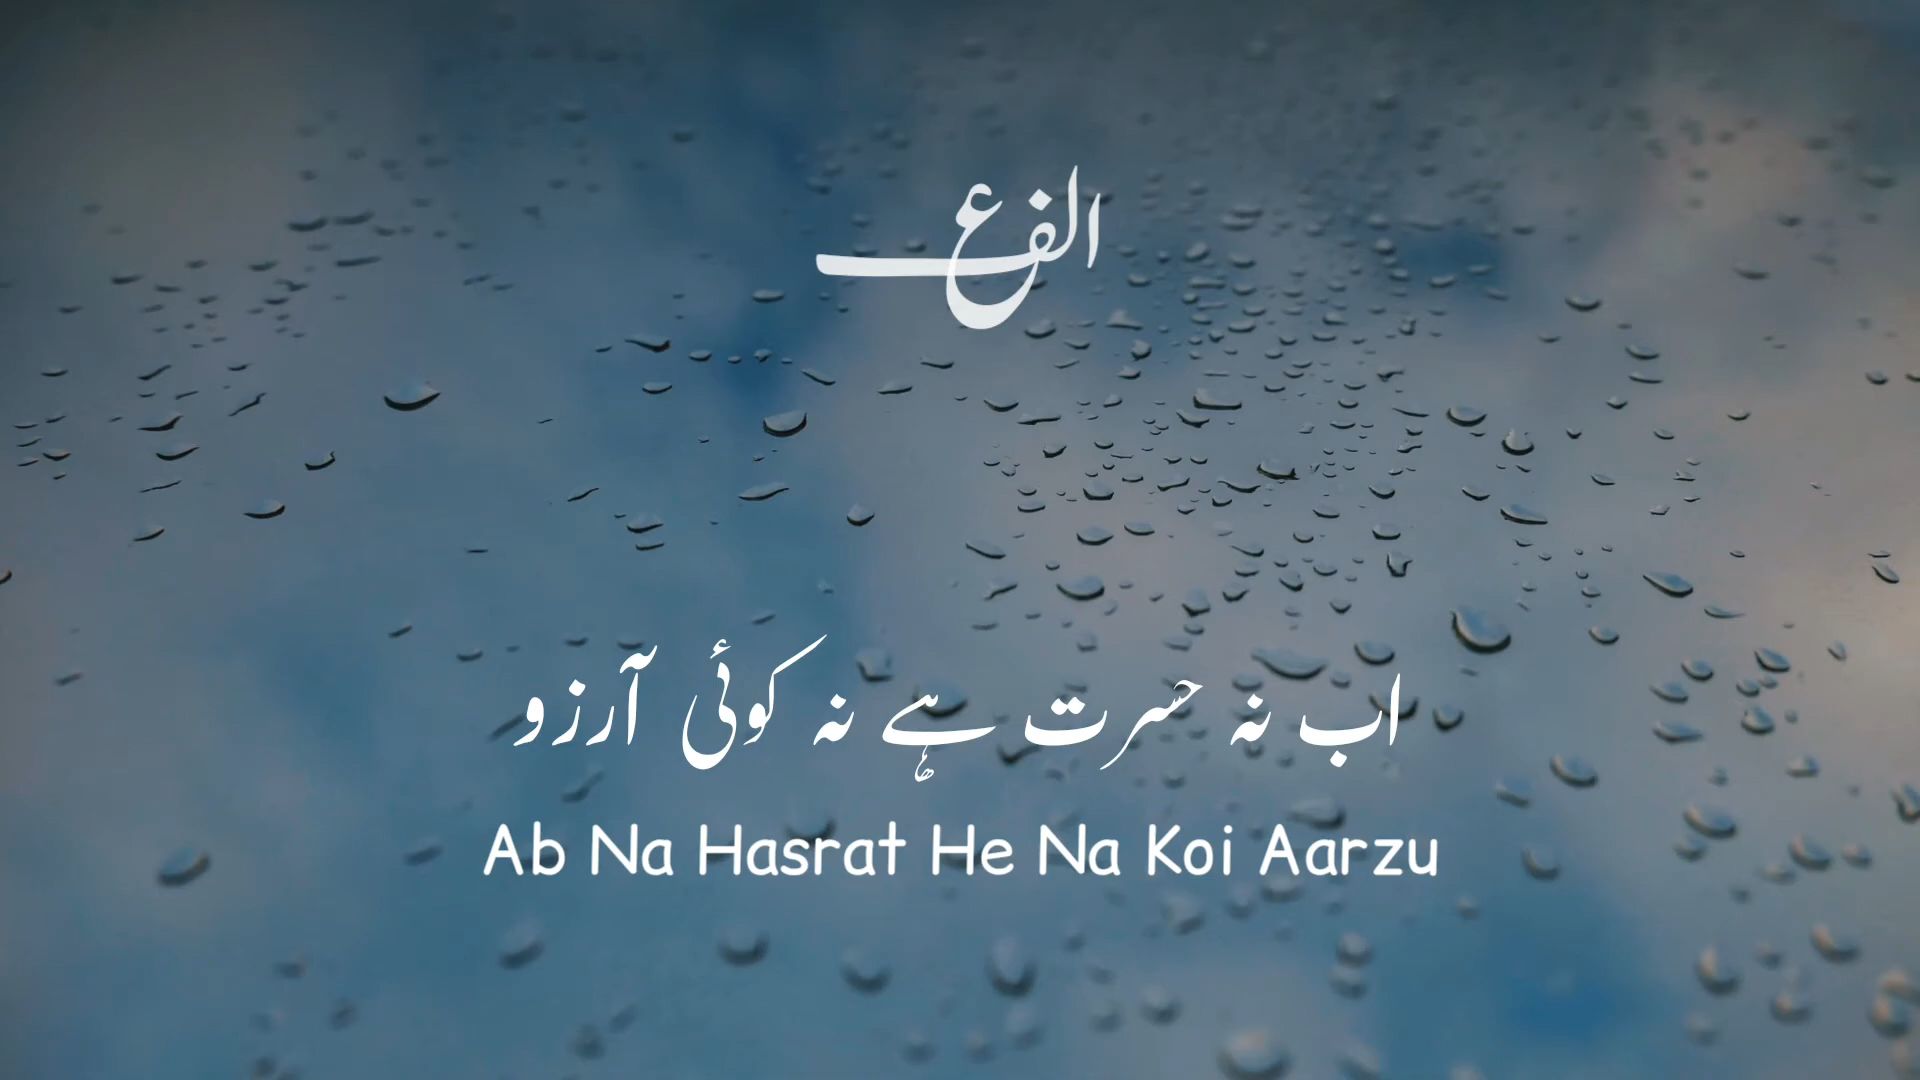 الف ع
اب نہ حسرت ہے نہ کوئی آرزو
Ab Na Hasrat He Na Koi Aarzu